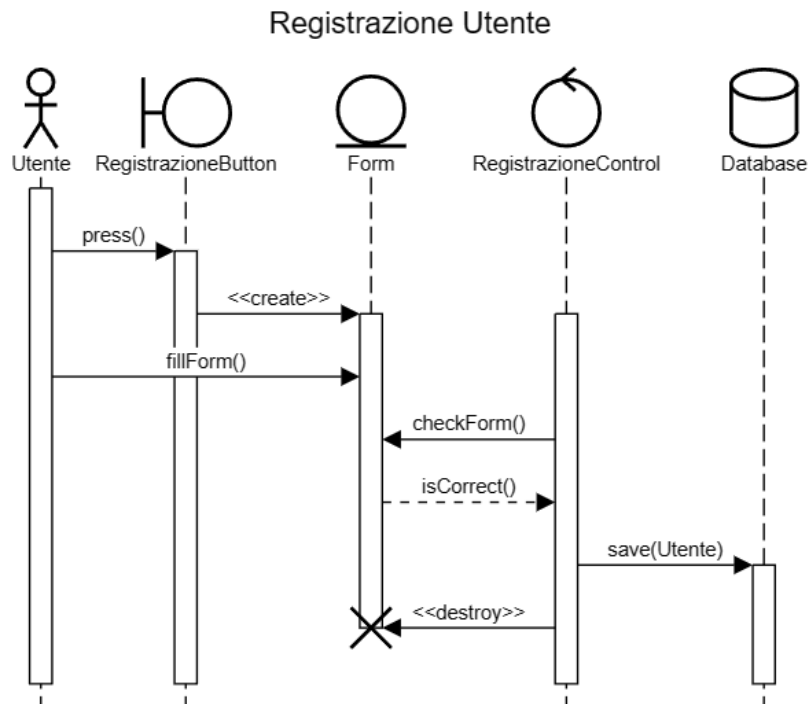 Registrazione Utente
Utente
RegistrazioneButton
Form
RegistrazioneControl
Database
press()
<<create>>
fillForm()
checkForm()
isCorrect()
save(Utente)
<<destroy>>